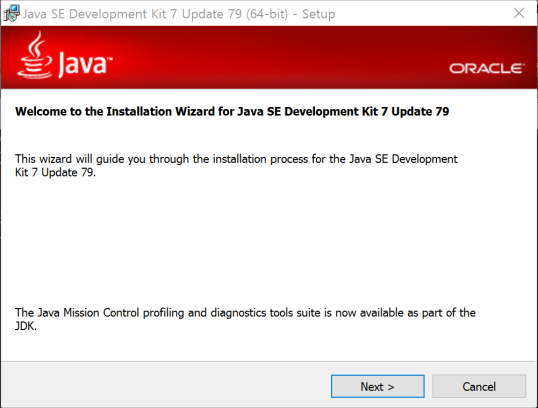 Java SE Development Kit 7 Update 79 (64-bit) - Setup
Java™
ORACLE
Welcome to the Installation Wizard for Java SE Development Kit 7 Update 79
This wizard will guide you through the installation process for the Java SE Development
Kit 7 Update 79.
The Java Mission Control profiling and diagnostics tools suite is now available as part of the
JDK.
Next >
Cancel